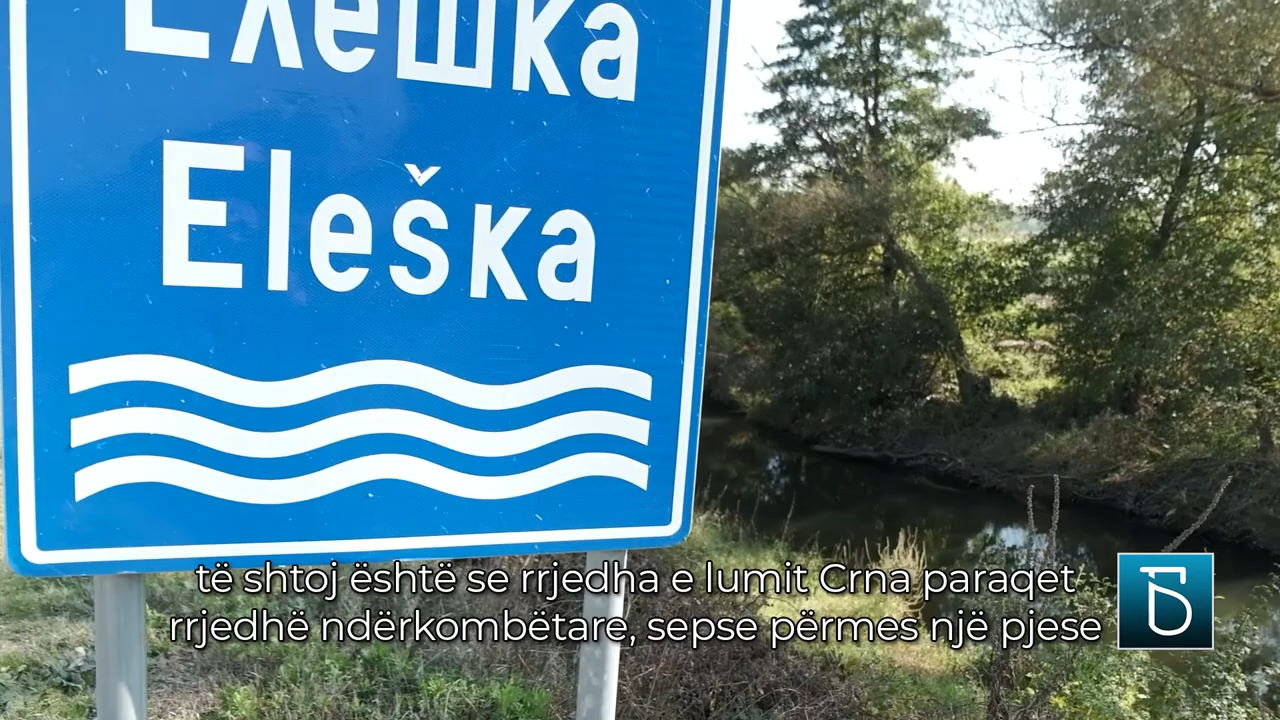 Елешка
Eleška
të shtoj është se rrjedha e lumit Crna paraqet
rrjedhë ndërkombëtare, sepse përmes një pjese